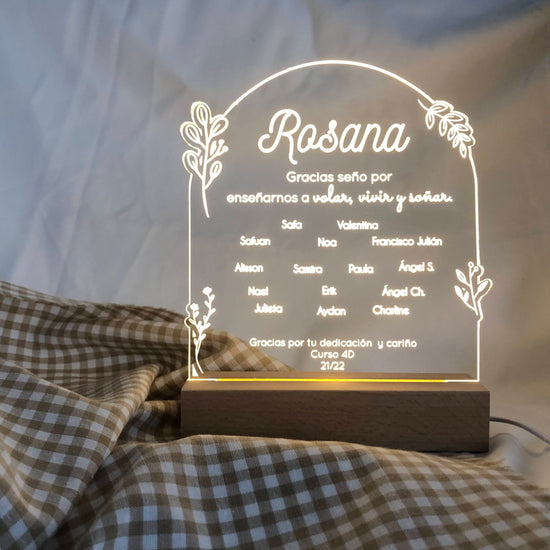 Rosana
Gracias seño por
enseñarnos a volar, vivir y soñar.
Safa Valentina
Safuan Noa Francisco Julián
Alisson Samira Paula Ángel S.
Nael Erik Ángel Ch.
Julieta Aydan Charline
Gracias por tu dedicación y cariño
Curso 4D
21/22